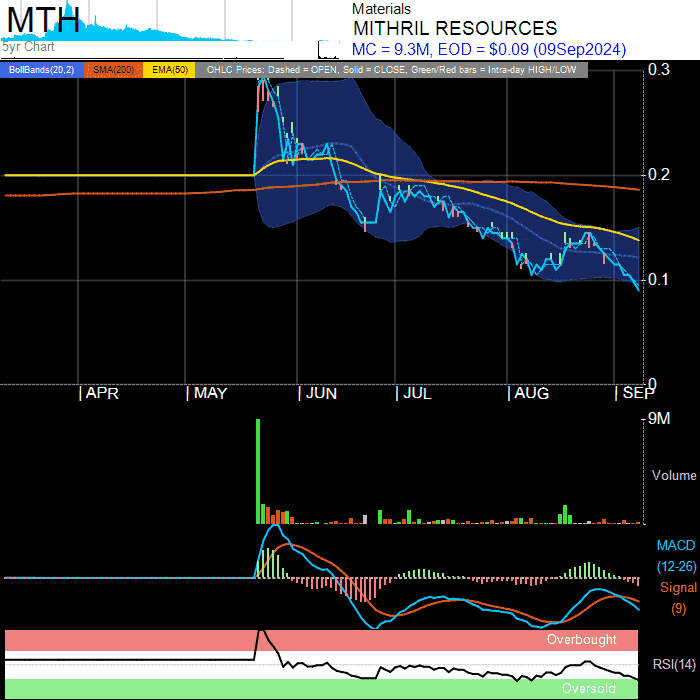 MTH
5yr Chart
Materials
MITHRIL RESOURCES
MC = 9.3M, EOD = $0.09 (09Sep2024)
BollBands(20,2) SMA(200) EMA(50) OHLC Prices: Dashed = OPEN, Solid = CLOSE, Green/Red bars = Intra-day HIGH/LOW
0.3
0.2
0.1
0
| APR | MAY | JUN | JUL | AUG | SEP
9M
Volume
MACD
(12-26)
Signal
(9)
Overbought
RSI(14)
Oversold